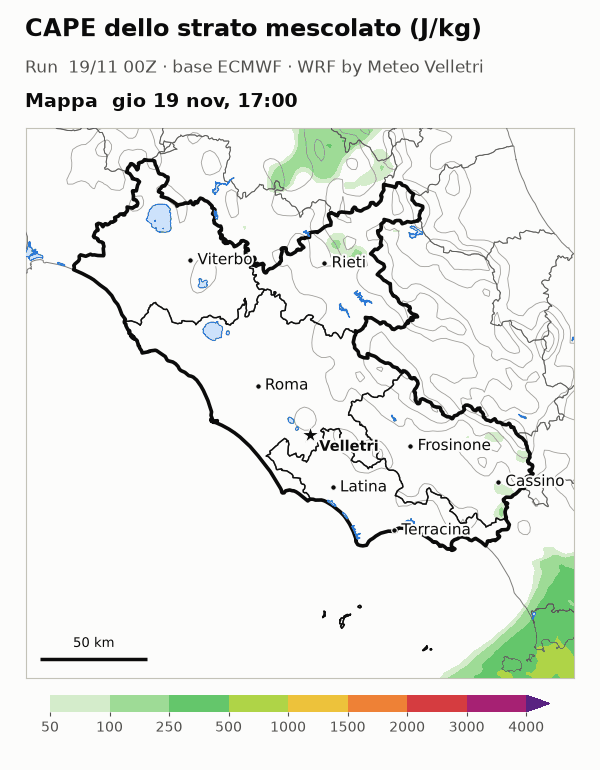 CAPE dello strato mescolato (J/kg)
Run  19/11 00Z · base ECMWF · WRF by Meteo Velletri
Mappa  gio 19 nov, 17:00
Viterbo
Rieti
Roma
Velletri
Frosinone
Latina
Cassino
Terracina
50 km
50 100 250 500 1000 1500 2000 3000 4000